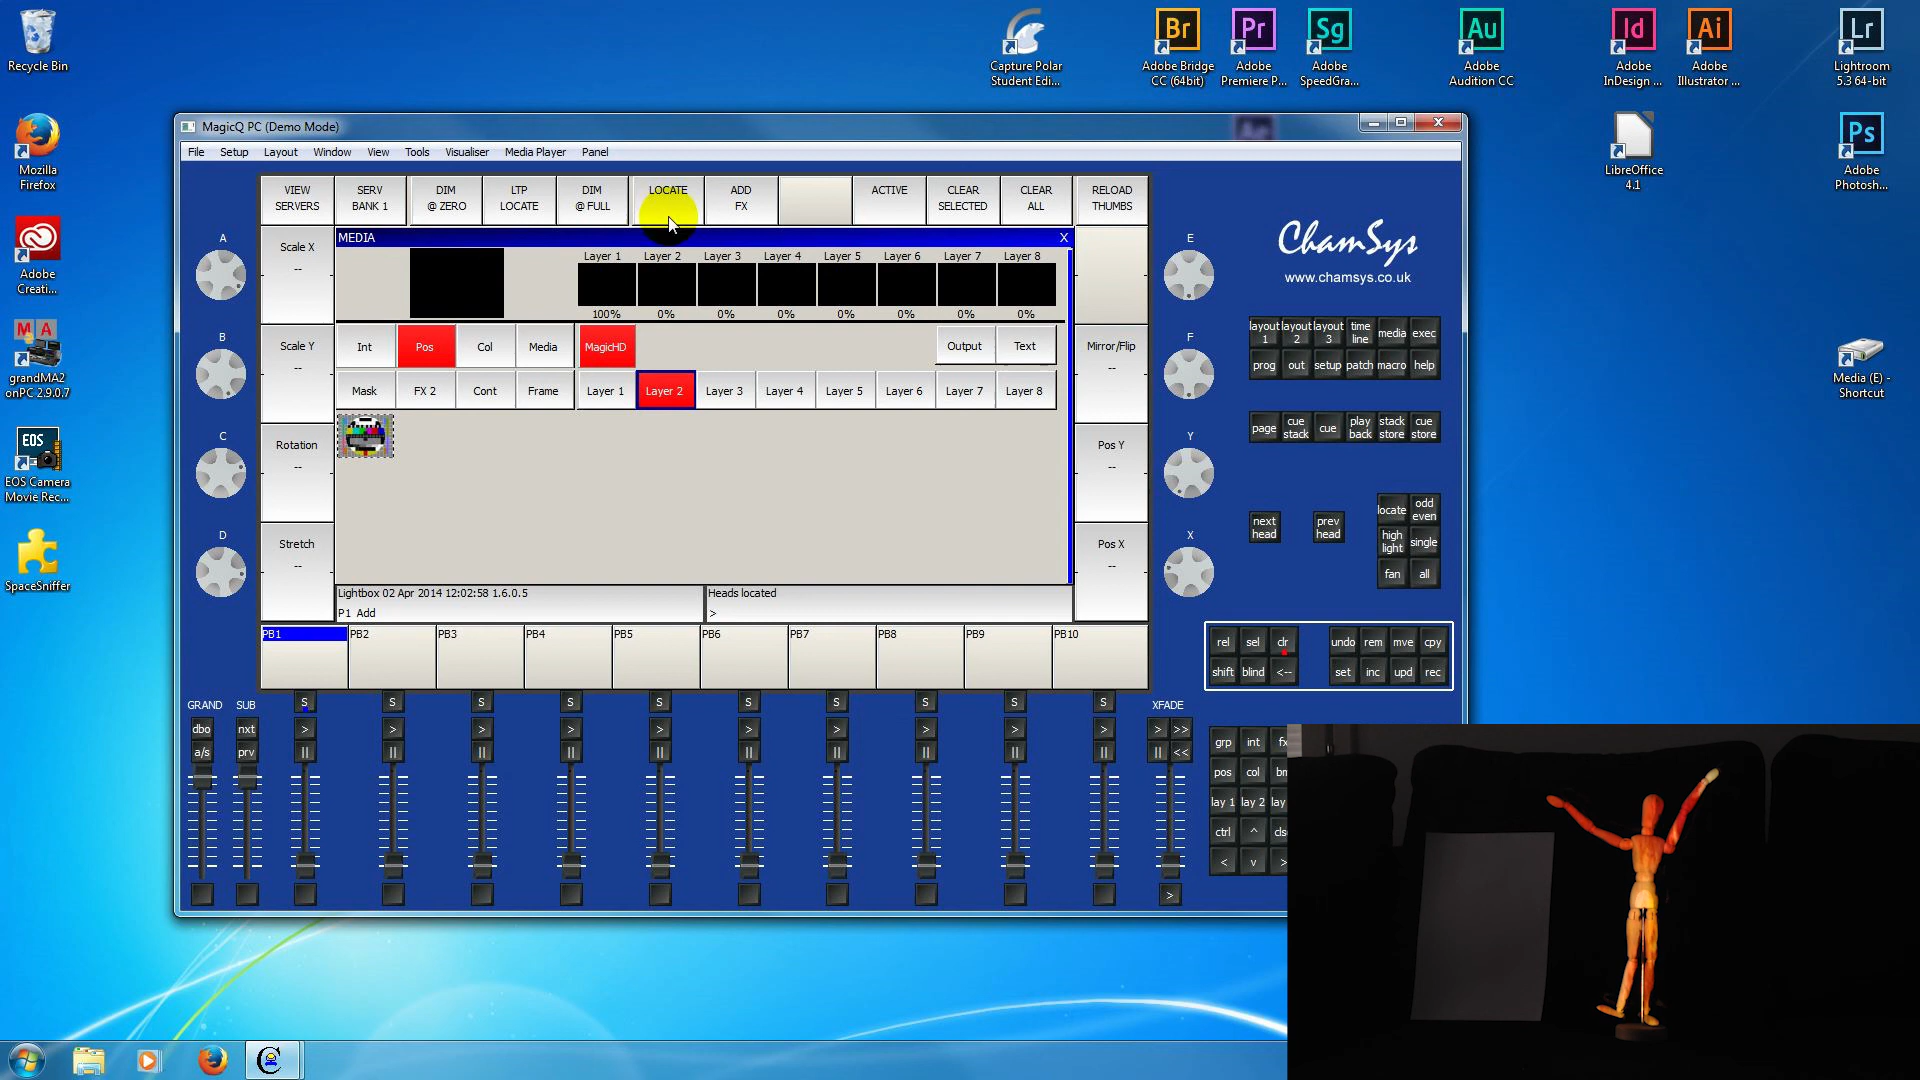 Recycle Bin
Mozilla
Firefox
Adobe
Creati...
grandMA2
onPC 2.9.0.7
EOS Camera
Movie Rec...
SpaceSniffer
Capture Polar
Student Edi...
Adobe Bridge
CC (64bit)
Adobe
Premiere P...
Adobe
SpeedGra...
Adobe
Audition CC
Adobe
InDesign ...
Adobe
Illustrator ...
Lightroom
5.3 64-bit
LibreOffice
4.1
Adobe
Photosh...
Media (E) -
Shortcut
Br
Pr
Sg
Au
Id
Ai
Lr
Ps
M A
EOS
MagicQ PC (Demo Mode)
File Setup Layout Window View Tools Visualiser Media Player Panel
VIEW SERVERS
SERV BANK 1
DIM @ ZERO
LTP LOCATE
DIM @ FULL
LOCATE
ADD FX
ACTIVE
CLEAR SELECTED
CLEAR ALL
RELOAD THUMBS
MEDIA X
Layer 1 Layer 2 Layer 3 Layer 4 Layer 5 Layer 6 Layer 7 Layer 8
100% 0% 0% 0% 0% 0% 0% 0%
Int Pos Col Media MagicHD Output Text
Mask FX 2 Cont Frame Layer 1 Layer 2 Layer 3 Layer 4 Layer 5 Layer 6 Layer 7 Layer 8
A
Scale X
--
B
Scale Y
--
C
Rotation
--
D
Stretch
--
E
F
Mirror/Flip
--
Y
Pos Y
--
X
Pos X
--
Lightbox 02 Apr 2014 12:02:58 1.6.0.5
P1 Add
Heads located
>
PB1 PB2 PB3 PB4 PB5 PB6 PB7 PB8 PB9 PB10
GRAND SUB XFADE
S S S S S S S S S S
dbo nxt > > > > > > > > > > > >>
a/s prv || || || || || || || || || || || <<
>
ChamSys
www.chamsys.co.uk
layout 1 layout 2 layout 3 time line media exec
prog out setup patch macro help
page cue stack cue play back stack store cue store
next head prev head
locate odd even
high light single
fan all
rel sel clr undo rem mve cpy
shift blind <-- set inc upd rec
grp int fx
pos col
lay 1 lay 2 lay
ctrl ^
< v >